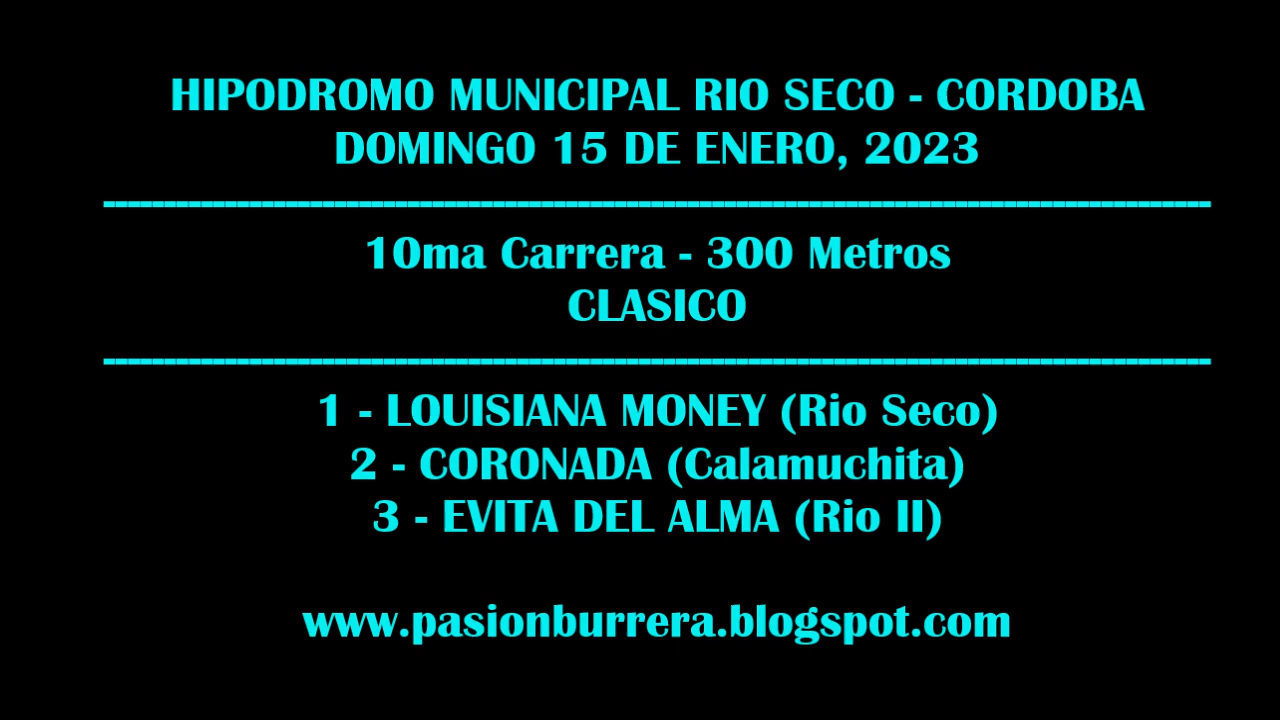 HIPODROMO MUNICIPAL RIO SECO - CORDOBA
DOMINGO 15 DE ENERO, 2023
10ma Carrera - 300 Metros
CLASICO
1 - LOUISIANA MONEY (Rio Seco)
2 - CORONADA (Calamuchita)
3 - EVITA DEL ALMA (Rio II)
www.pasionburrera.blogspot.com